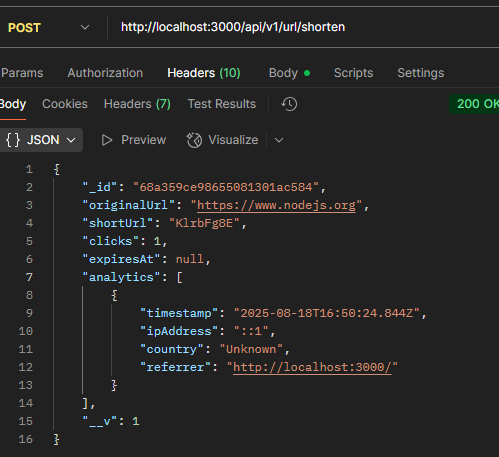 POST http://localhost:3000/api/v1/url/shorten
Params Authorization Headers (10) Body Scripts Settings
Body Cookies Headers (7) Test Results 200 OK
{} JSON Preview Visualize
1 {
2 "_id": "68a359ce98655081301ac584",
3 "originalUrl": "https://www.nodejs.org",
4 "shortUrl": "KlrbFg8E",
5 "clicks": 1,
6 "expiresAt": null,
7 "analytics": [
8 {
9 "timestamp": "2025-08-18T16:50:24.844Z",
10 "ipAddress": "::1",
11 "country": "Unknown",
12 "referrer": "http://localhost:3000/"
13 }
14 ],
15 "__v": 1
16 }